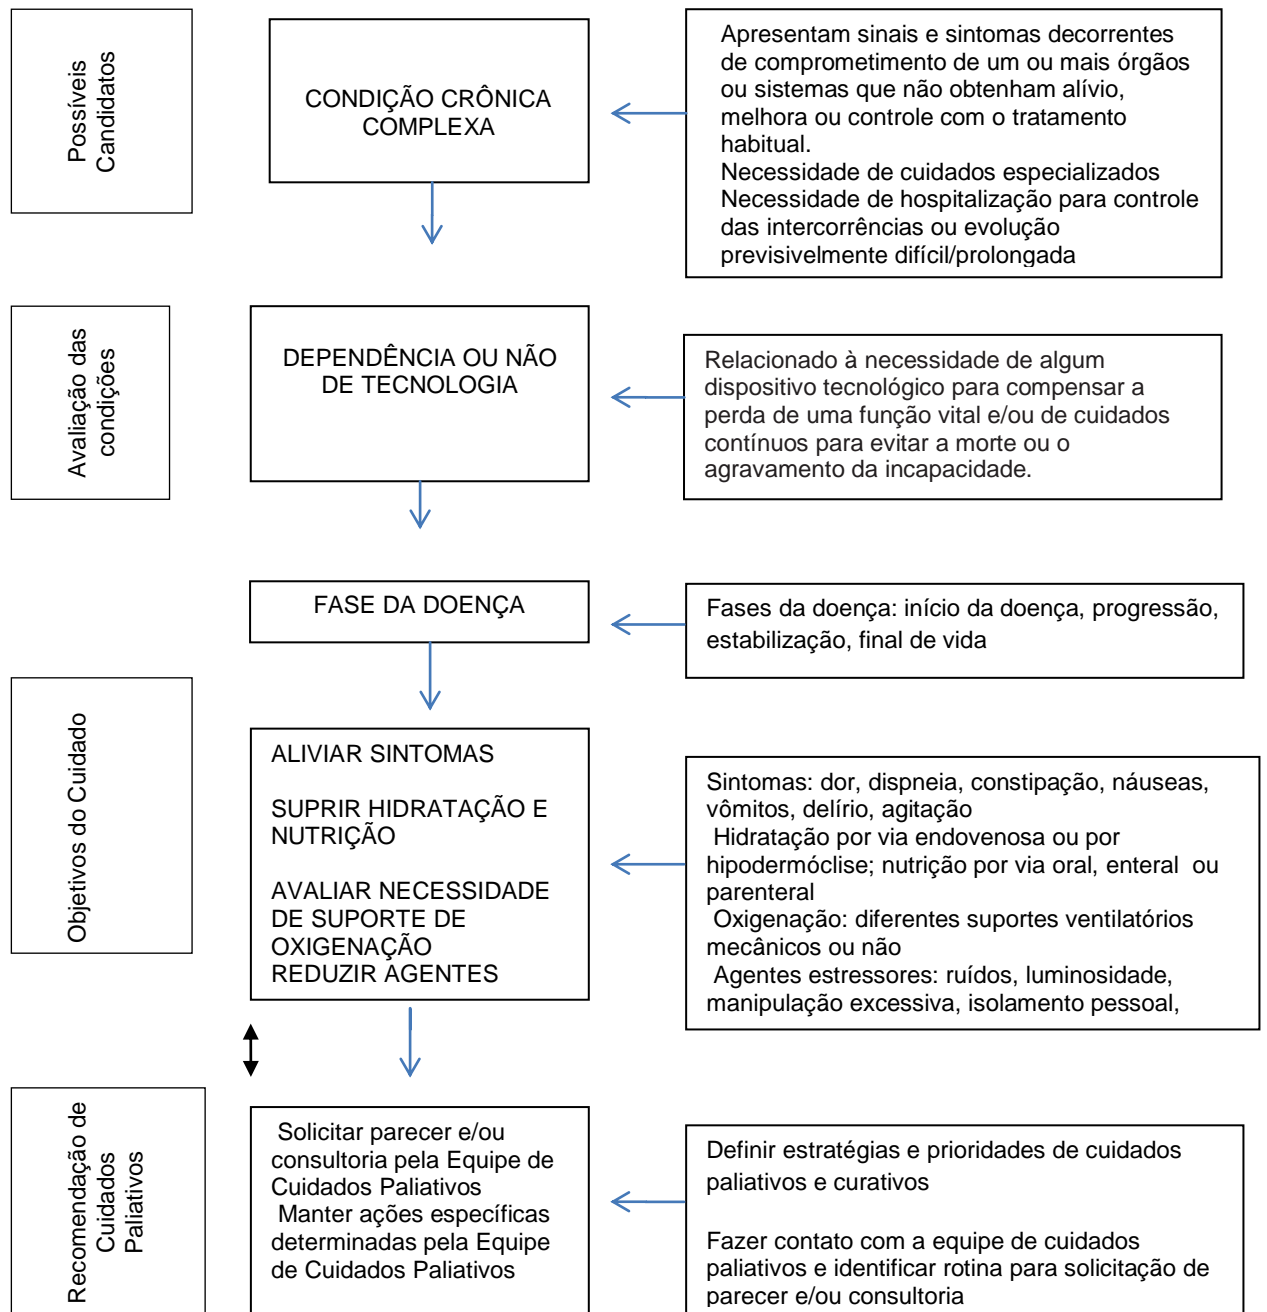 Possíveis
Candidatos
CONDIÇÃO CRÔNICA
COMPLEXA
Apresentam sinais e sintomas decorrentes
de comprometimento de um ou mais órgãos
ou sistemas que não obtenham alívio,
melhora ou controle com o tratamento
habitual.
Necessidade de cuidados especializados
Necessidade de hospitalização para controle
das intercorrências ou evolução
previsivelmente difícil/prolongada
Avaliação das
condições
DEPENDÊNCIA OU NÃO
DE TECNOLOGIA
Relacionado à necessidade de algum
dispositivo tecnológico para compensar a
perda de uma função vital e/ou de cuidados
contínuos para evitar a morte ou o
agravamento da incapacidade.
FASE DA DOENÇA
Fases da doença: início da doença, progressão,
estabilização, final de vida
Objetivos do Cuidado
ALIVIAR SINTOMAS
SUPRIR HIDRATAÇÃO E
NUTRIÇÃO
AVALIAR NECESSIDADE
DE SUPORTE DE
OXIGENAÇÃO
REDUZIR AGENTES
Sintomas: dor, dispneia, constipação, náuseas,
vômitos, delírio, agitação
Hidratação por via endovenosa ou por
hipodermóclise; nutrição por via oral, enteral ou
parenteral
Oxigenação: diferentes suportes ventilatórios
mecânicos ou não
Agentes estressores: ruídos, luminosidade,
manipulação excessiva, isolamento pessoal,
Recomendação de
Cuidados
Paliativos
Solicitar parecer e/ou
consultoria pela Equipe de
Cuidados Paliativos
Manter ações específicas
determinadas pela Equipe
de Cuidados Paliativos
Definir estratégias e prioridades de cuidados
paliativos e curativos
Fazer contato com a equipe de cuidados
paliativos e identificar rotina para solicitação de
parecer e/ou consultoria